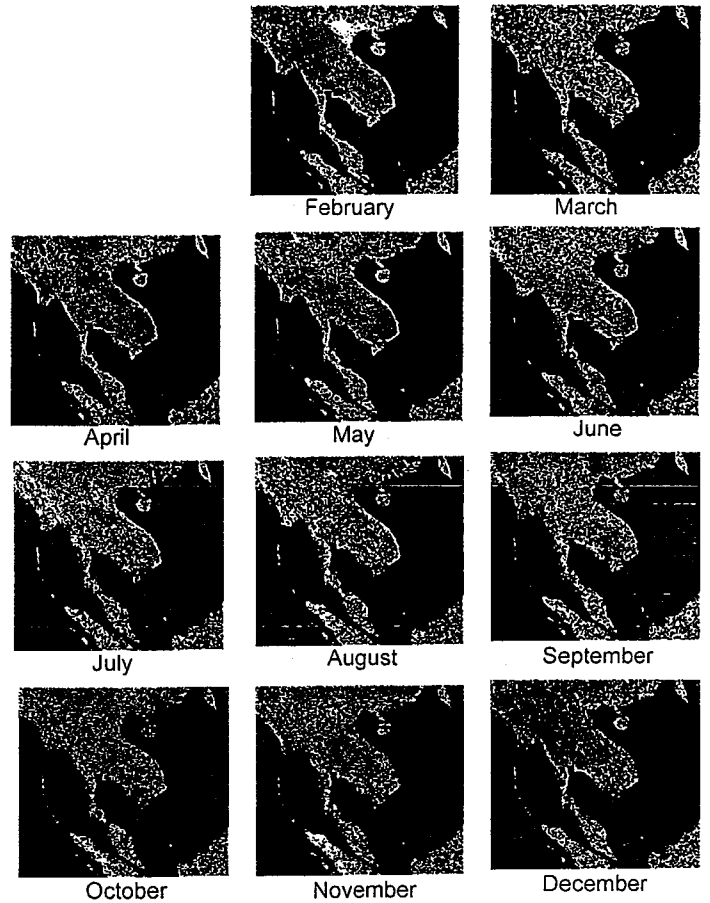 February
March
April
May
June
July
August
September
October
November
December